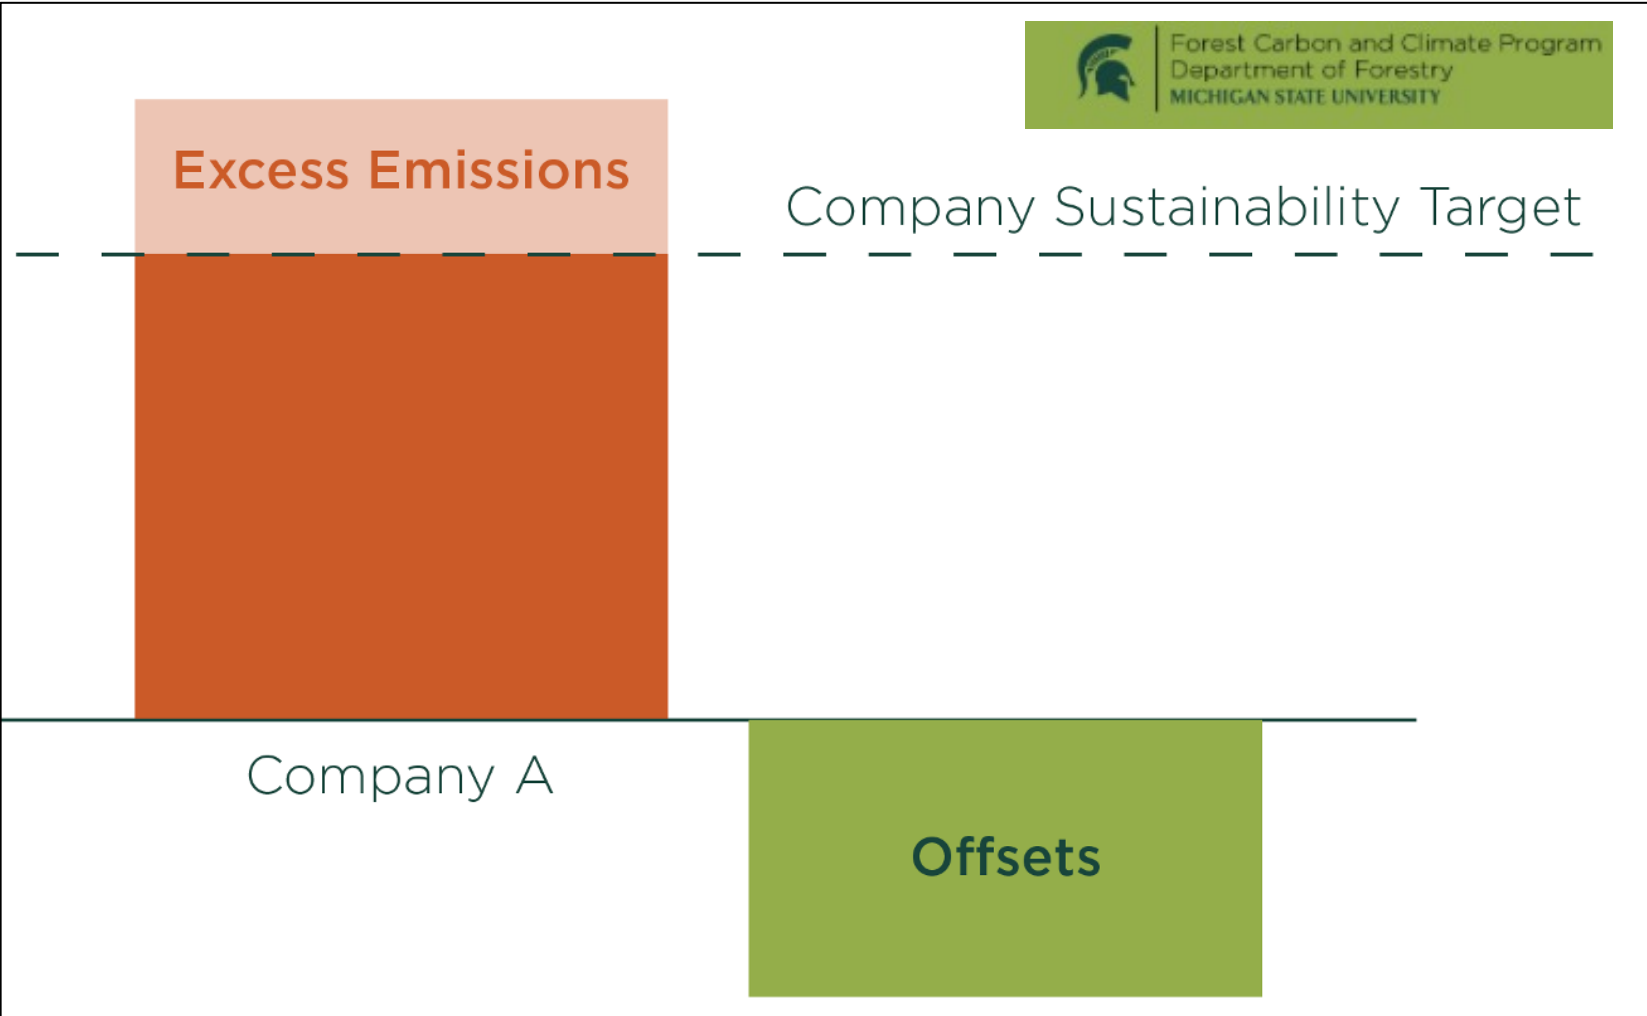 Forest Carbon and Climate Program
Department of Forestry
MICHIGAN STATE UNIVERSITY
Excess Emissions
Company Sustainability Target
Company A
Offsets